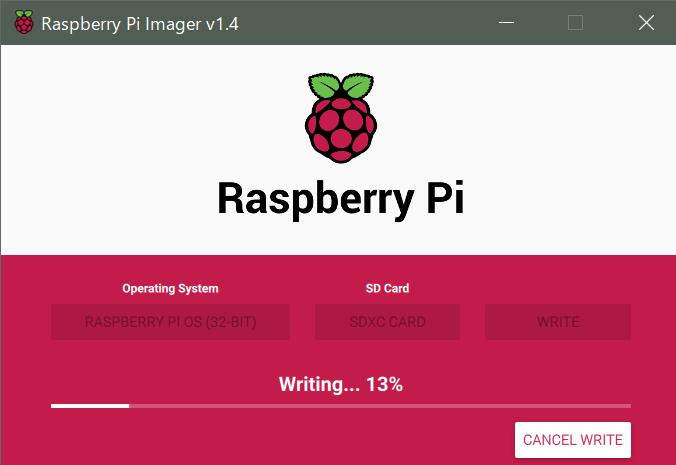 Raspberry Pi Imager v1.4
Raspberry Pi
Operating System
SD Card
RASPBERRY PI OS (32-BIT)
SDXC CARD
WRITE
Writing... 13%
CANCEL WRITE